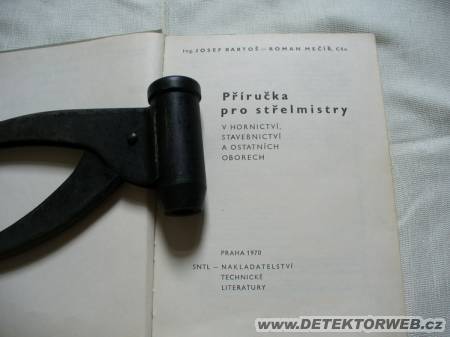 Ing. JOSEF BARTOŠ — ROMAN MEČÍŘ, CSc.
Příručka
pro střelmistry
V HORNICTVÍ,
STAVEBNICTVÍ
A OSTATNÍCH
OBORECH
PRAHA 1970
SNTL — NAKLADATELSTVÍ
TECHNICKÉ
LITERATURY
www.DETEKTORWEB.cz